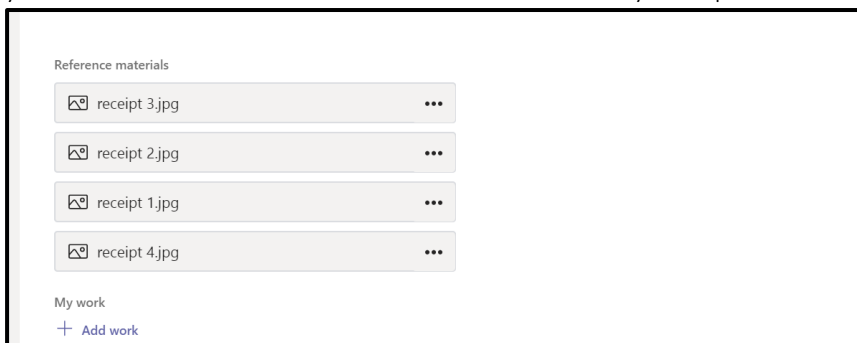 Reference materials
receipt 3.jpg
receipt 2.jpg
receipt 1.jpg
receipt 4.jpg
My work
+ Add work